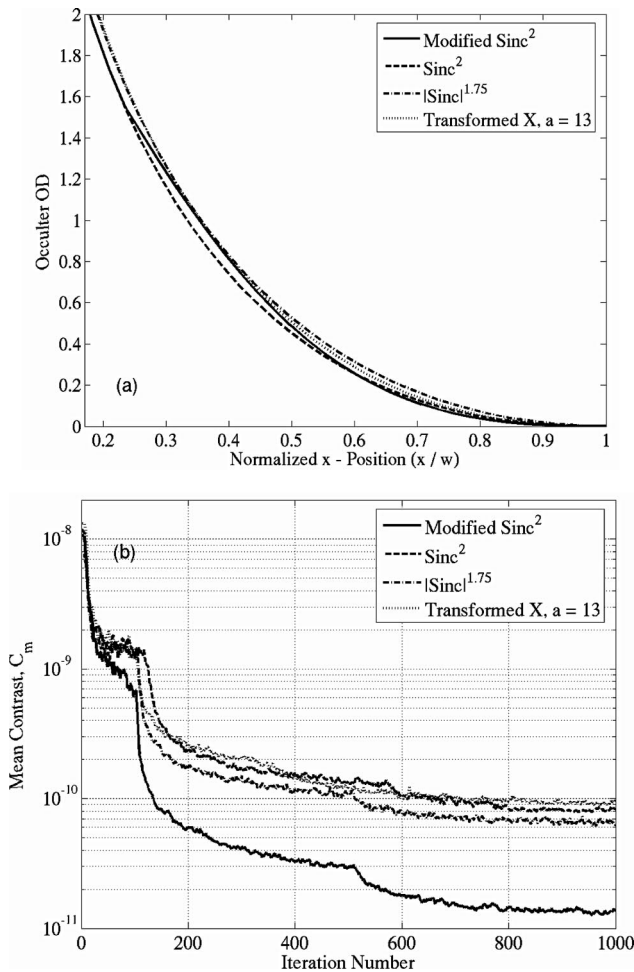 2
1.8
1.6
1.4
1.2
1
0.8
0.6
0.4
0.2
0
Occulter OD
Modified Sinc²
Sinc²
|Sinc|^1.75
Transformed X, a = 13
(a)
0.2 0.3 0.4 0.5 0.6 0.7 0.8 0.9 1
Normalized x - Position (x / w)
10⁻⁸
10⁻⁹
10⁻¹⁰
10⁻¹¹
Mean Contrast, C_m
(b)
Modified Sinc²
Sinc²
|Sinc|^1.75
Transformed X, a = 13
0 200 400 600 800 1000
Iteration Number